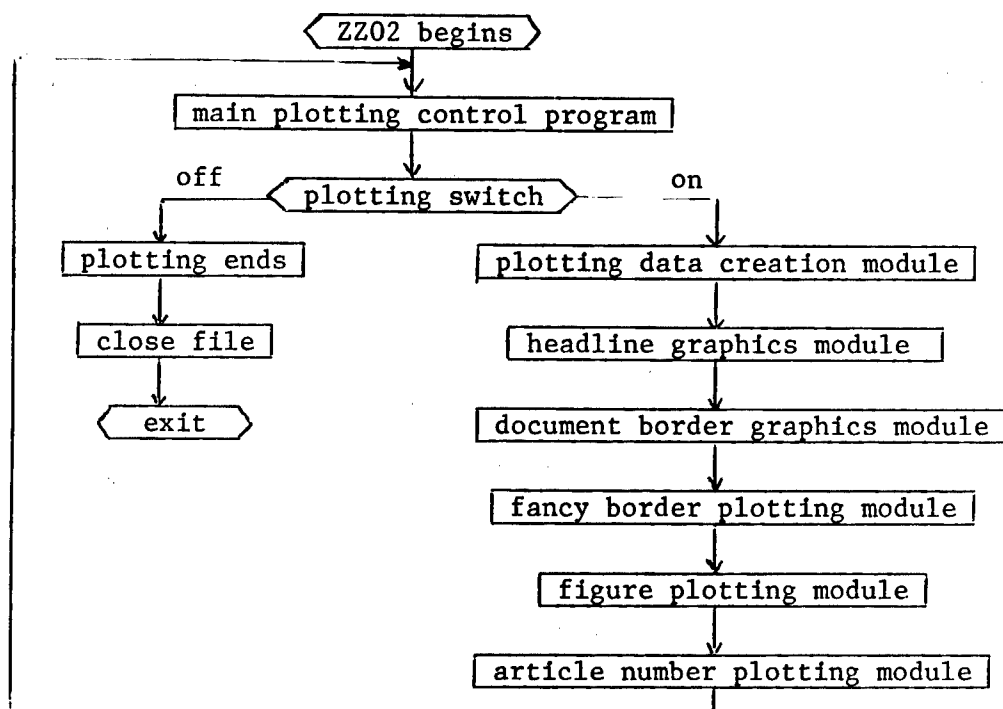 ZZ02 begins
main plotting control program
off
plotting switch
on
plotting ends
plotting data creation module
close file
headline graphics module
exit
document border graphics module
fancy border plotting module
figure plotting module
article number plotting module